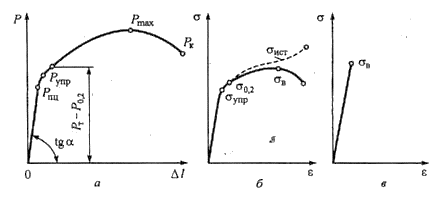 P
P_max
P_к
P_упр
P_пц
P_т – P_0,2
tg α
0
а
Δl
σ
σ_ист
σ_0,2
σ_в
σ_упр
б
ε
σ
σ_в
в
ε